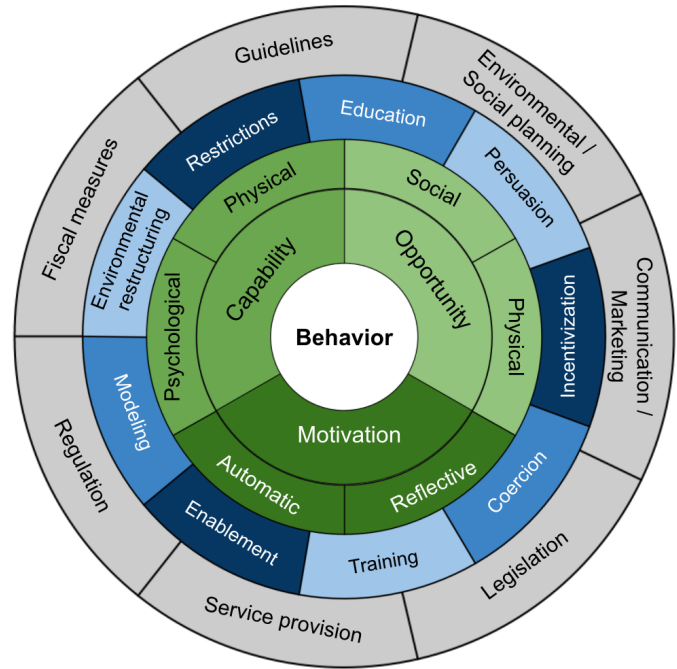 Guidelines
Environmental /
Social planning
Communication /
Marketing
Legislation
Service provision
Regulation
Fiscal measures
Education
Persuasion
Incentivization
Coercion
Training
Enablement
Modeling
Environmental
restructuring
Restrictions
Physical
Social
Physical
Reflective
Automatic
Psychological
Capability
Opportunity
Motivation
Behavior